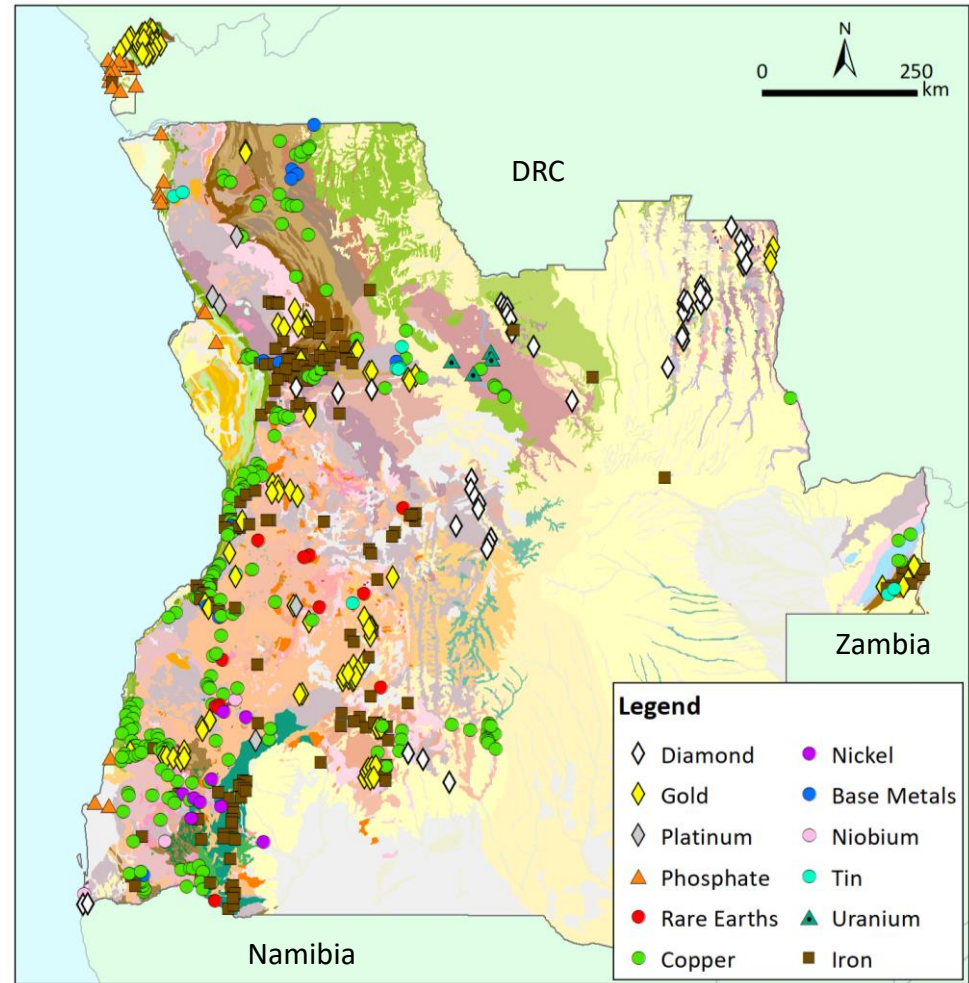 N
0 250
km
DRC
Zambia
Namibia
Legend
Diamond
Gold
Platinum
Phosphate
Rare Earths
Copper
Nickel
Base Metals
Niobium
Tin
Uranium
Iron